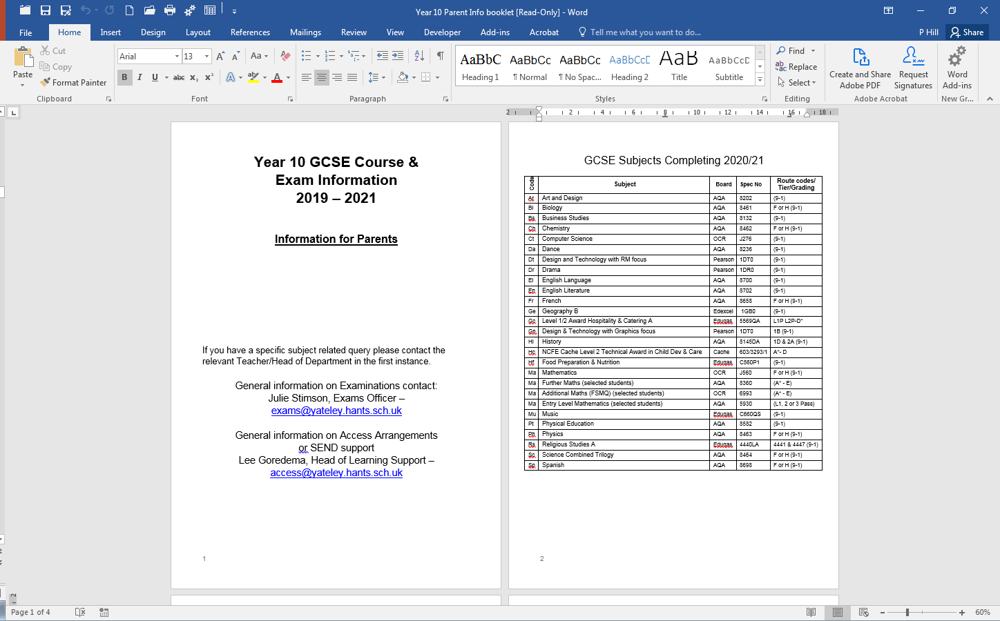 Year 10 Parent Info booklet [Read-Only] - Word
File Home Insert Design Layout References Mailings Review View Developer Add-ins Acrobat Tell me what you want to do... P Hill Share
Paste
Cut
Copy
Format Painter
Clipboard
Arial 13
Font
Paragraph
AaBbC AaBbCc AaBbCc AaBbCcD AaB AaBbCcD
Heading 1 ¶ Normal ¶ No Spac... Heading 2 Title Subtitle
Styles
Find
Replace
Select
Editing
Create and Share
Adobe PDF
Request
Signatures
Adobe Acrobat
Word
Add-ins
New Gr...
2 2 4 6 8 10 12 14 16 18
Year 10 GCSE Course &
Exam Information
2019 – 2021
Information for Parents
If you have a specific subject related query please contact the
relevant Teacher/Head of Department in the first instance.
General information on Examinations contact:
Julie Stimson, Exams Officer –
exams@yateley.hants.sch.uk
General information on Access Arrangements
or SEND support
Lee Goredema, Head of Learning Support –
access@yateley.hants.sch.uk
1
GCSE Subjects Completing 2020/21
Code Subject Board Spec No Route codes/ Tier/Grading
Ar Art and Design AQA 8202 (9-1)
BI Biology AQA 8461 F or H (9-1)
Bs Business Studies AQA 8132 (9-1)
Ch Chemistry AQA 8462 F or H (9-1)
Ct Computer Science OCR J276 (9-1)
Da Dance AQA 8236 (9-1)
Dt Design and Technology with RM focus Pearson 1DT0 (9-1)
Dr Drama Pearson 1DR0 (9-1)
El English Language AQA 8700 (9-1)
En English Literature AQA 8702 (9-1)
Fr French AQA 8658 F or H (9-1)
Ge Geography B Edexcel 1GB0 (9-1)
Gc Level 1/2 Award Hospitality & Catering A Eduqas 5569QA L1P L2P-D*
Gp Design & Technology with Graphics focus Pearson 1DT0 1B (9-1)
HI History AQA 8145DA 1D & 2A (9-1)
Hc NCFE Cache Level 2 Technical Award in Child Dev & Care Cache 603/3293/1 A*- D
Hf Food Preparation & Nutrition Eduqas C560P1 (9-1)
Ma Mathematics OCR J560 F or H (9-1)
Ma Further Maths (selected students) AQA 8360 (A* - E)
Ma Additional Maths (FSMQ) (selected students) OCR 6993 (A* - E)
Ma Entry Level Mathematics (selected students) AQA 5930 (L1, 2 or 3 Pass)
Mu Music Eduqas C660QS (9-1)
Pt Physical Education AQA 8582 (9-1)
Ph Physics AQA 8463 F or H (9-1)
Rs Religious Studies A Eduqas 4440LA 4441 & 4447 (9-1)
Sc Science Combined Trilogy AQA 8464 F or H (9-1)
Sp Spanish AQA 8698 F or H (9-1)
2
Page 1 of 4
60%